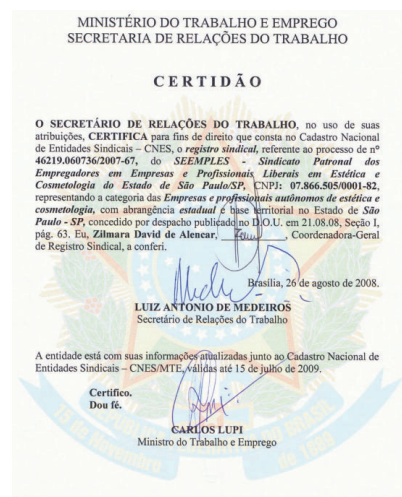 MINISTÉRIO DO TRABALHO E EMPREGO
SECRETARIA DE RELAÇÕES DO TRABALHO
CERTIDÃO
O SECRETÁRIO DE RELAÇÕES DO TRABALHO, no uso de suas
atribuições, CERTIFICA para fins de direito que consta no Cadastro Nacional
de Entidades Sindicais – CNES, o registro sindical, referente ao processo de nº
46219.060736/2007-67, do SEEMPLES - Sindicato Patronal dos
Empregadores em Empresas e Profissionais Liberais em Estética e
Cosmetologia do Estado de São Paulo/SP, CNPJ: 07.866.505/0001-82,
representando a categoria das Empresas e profissionais autônomos de estética e
cosmetologia, com abrangência estadual e base territorial no Estado de São
Paulo - SP, concedido por despacho publicado no D.O.U. em 21.08.08, Seção I,
pág. 63. Eu, Zilmara David de Alencar, , Coordenadora-Geral
de Registro Sindical, a conferi.
Brasília, 26 de agosto de 2008.
LUIZ ANTONIO DE MEDEIROS
Secretário de Relações do Trabalho
A entidade está com suas informações atualizadas junto ao Cadastro Nacional de
Entidades Sindicais – CNES/MTE, válidas até 15 de julho de 2009.
Certifico.
Dou fé.
CARLOS LUPI
Ministro do Trabalho e Emprego
15 de Novembro
de 1889